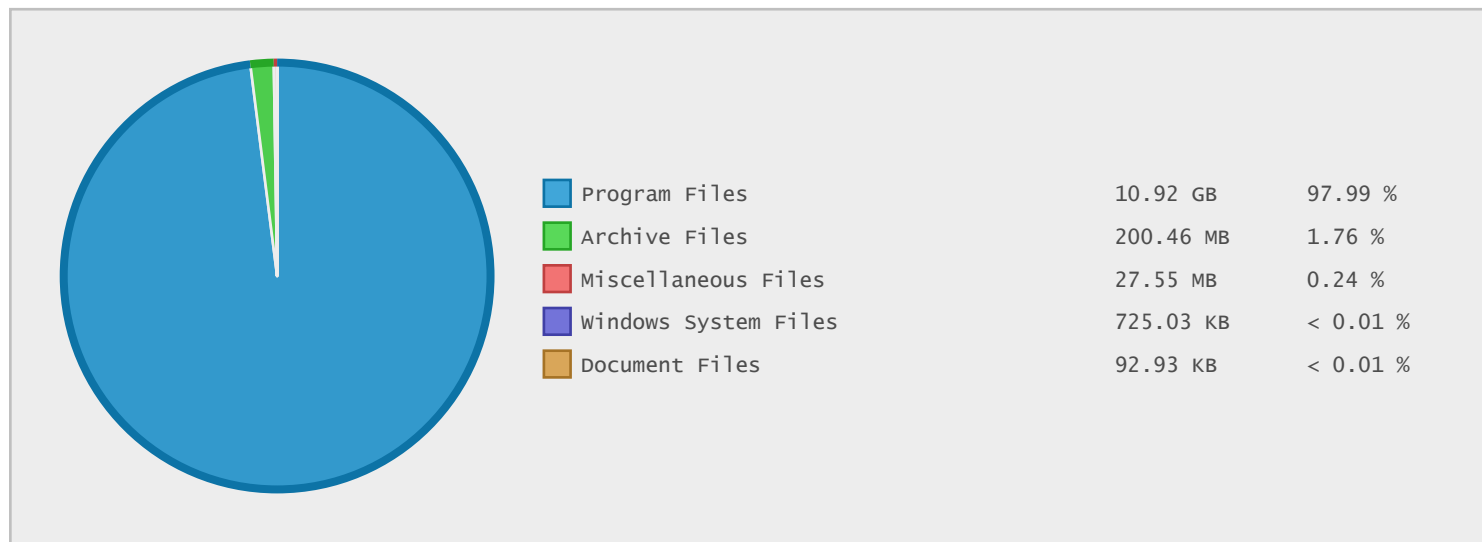 Program Files 10.92 GB 97.99 %
Archive Files 200.46 MB 1.76 %
Miscellaneous Files 27.55 MB 0.24 %
Windows System Files 725.03 KB < 0.01 %
Document Files 92.93 KB < 0.01 %